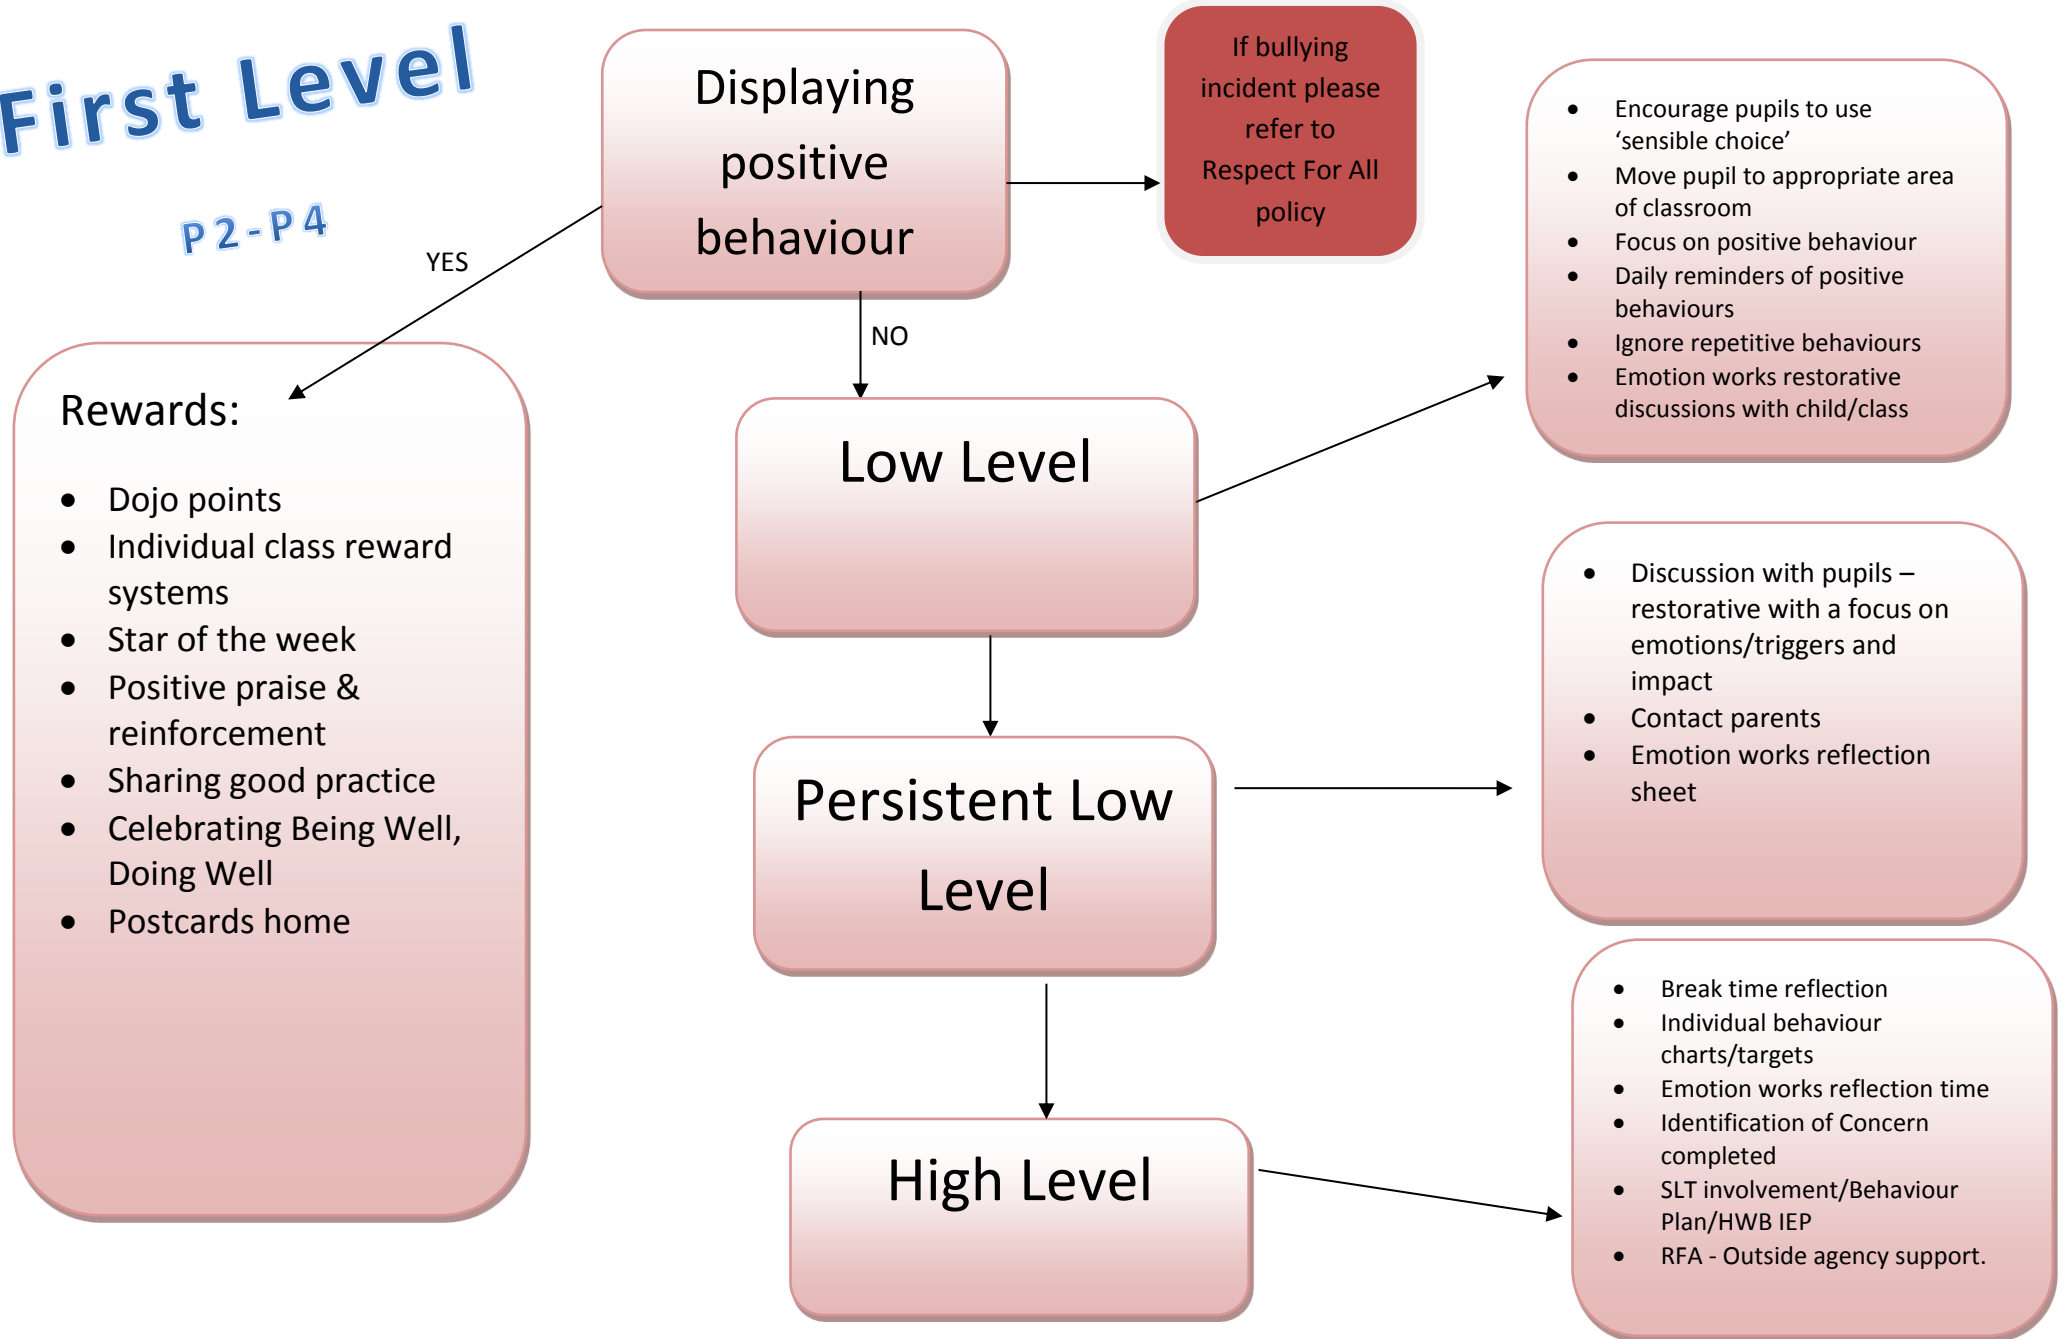 First Level
P2-P4
Displaying
positive
behaviour
If bullying
incident please
refer to
Respect For All
policy
YES
NO
Rewards:
• Dojo points
• Individual class reward
systems
• Star of the week
• Positive praise &
reinforcement
• Sharing good practice
• Celebrating Being Well,
Doing Well
• Postcards home
Low Level
• Encourage pupils to use
‘sensible choice’
• Move pupil to appropriate area
of classroom
• Focus on positive behaviour
• Daily reminders of positive
behaviours
• Ignore repetitive behaviours
• Emotion works restorative
discussions with child/class
Persistent Low
Level
• Discussion with pupils –
restorative with a focus on
emotions/triggers and
impact
• Contact parents
• Emotion works reflection
sheet
High Level
• Break time reflection
• Individual behaviour
charts/targets
• Emotion works reflection time
• Identification of Concern
completed
• SLT involvement/Behaviour
Plan/HWB IEP
• RFA - Outside agency support.